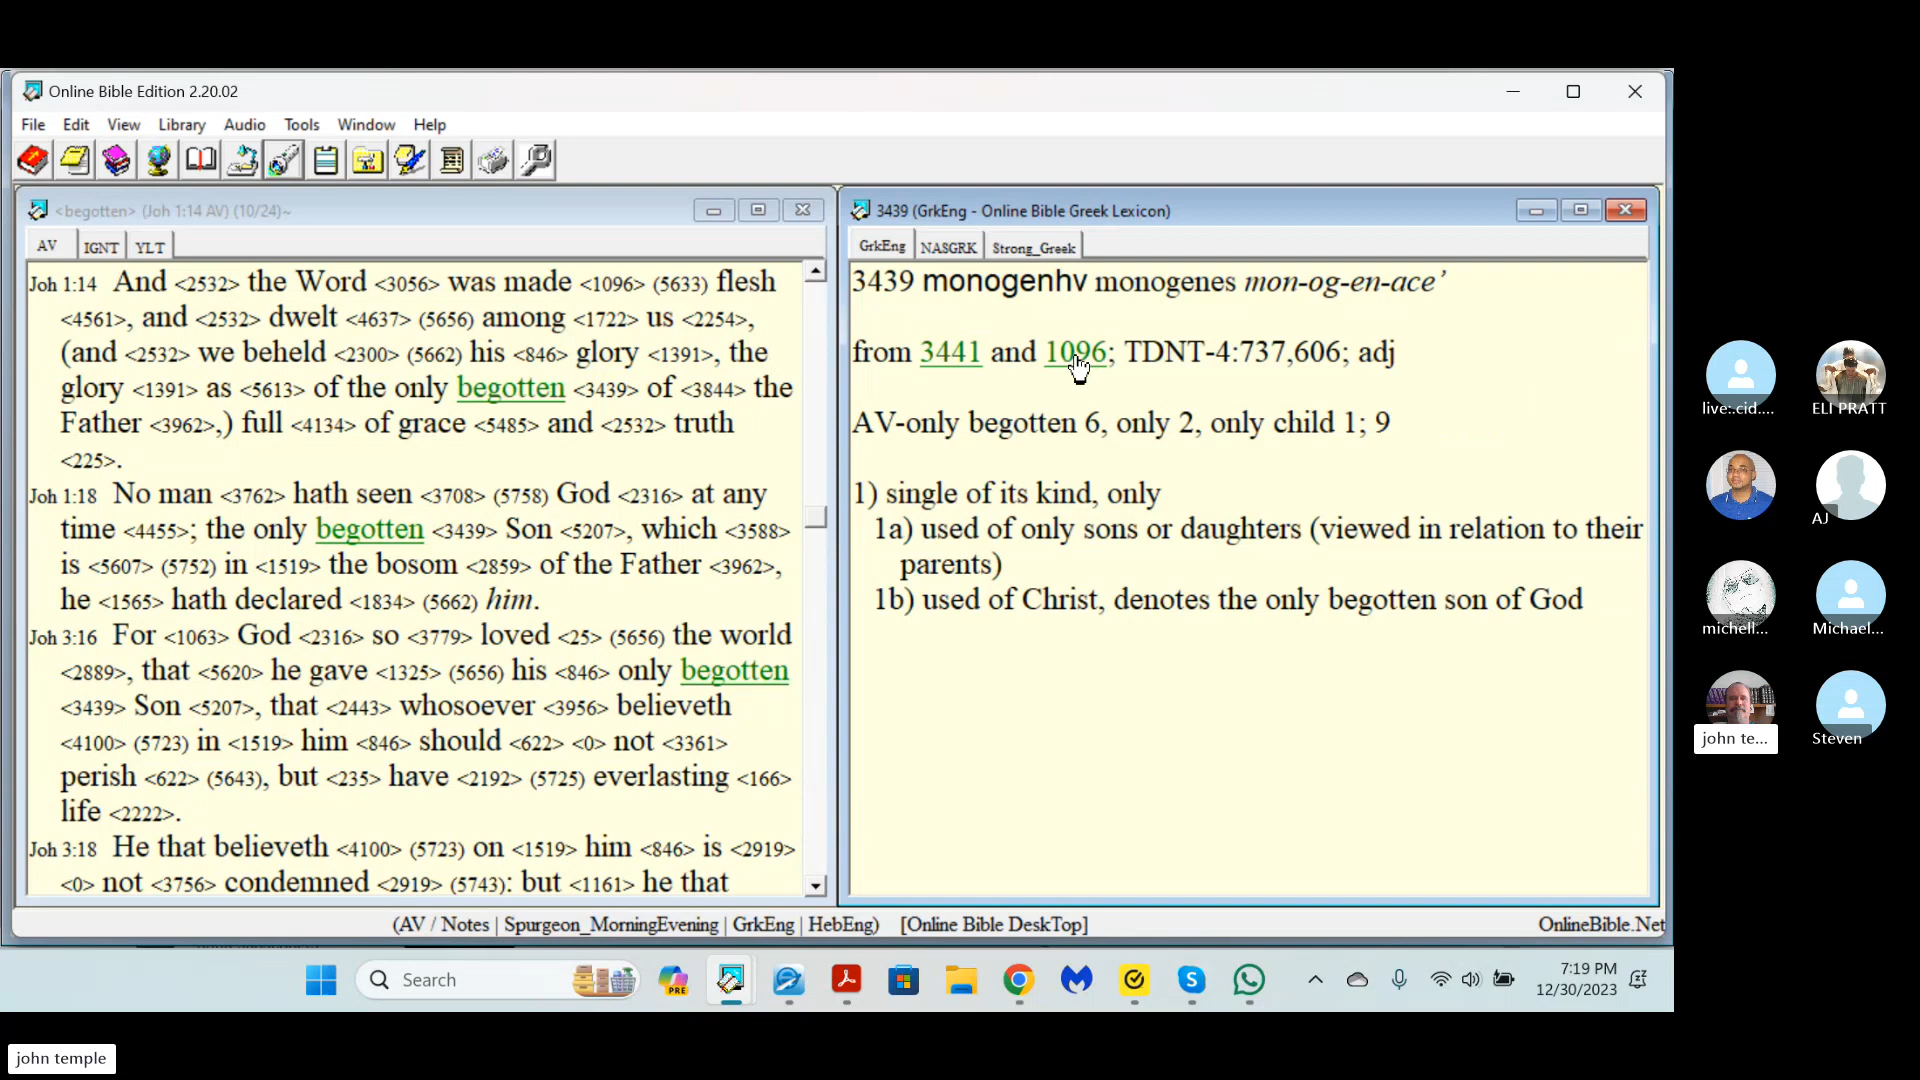 Online Bible Edition 2.20.02
File Edit View Library Audio Tools Window Help
<begotten> (Joh 1:14 AV) (10/24)~
AV IGNT YLT
Joh 1:14 And <2532> the Word <3056> was made <1096> (5633) flesh
<4561>, and <2532> dwelt <4637> (5656) among <1722> us <2254>,
(and <2532> we beheld <2300> (5662) his <846> glory <1391>, the
glory <1391> as <5613> of the only begotten <3439> of <3844> the
Father <3962>,) full <4134> of grace <5485> and <2532> truth
<225>.
Joh 1:18 No man <3762> hath seen <3708> (5758) God <2316> at any
time <4455>; the only begotten <3439> Son <5207>, which <3588>
is <5607> (5752) in <1519> the bosom <2859> of the Father <3962>,
he <1565> hath declared <1834> (5662) him.
Joh 3:16 For <1063> God <2316> so <3779> loved <25> (5656) the world
<2889>, that <5620> he gave <1325> (5656) his <846> only begotten
<3439> Son <5207>, that <2443> whosoever <3956> believeth
<4100> (5723) in <1519> him <846> should <622> <0> not <3361>
perish <622> (5643), but <235> have <2192> (5725) everlasting <166>
life <2222>.
Joh 3:18 He that believeth <4100> (5723) on <1519> him <846> is <2919>
<0> not <3756> condemned <2919> (5743): but <1161> he that
3439 (GrkEng - Online Bible Greek Lexicon)
GrkEng NASGRK Strong_Greek
3439 monogenhv monogenes mon-og-en-ace’
from 3441 and 1096; TDNT-4:737,606; adj
AV-only begotten 6, only 2, only child 1; 9
1) single of its kind, only
1a) used of only sons or daughters (viewed in relation to their
parents)
1b) used of Christ, denotes the only begotten son of God
(AV / Notes | Spurgeon_MorningEvening | GrkEng | HebEng) [Online Bible DeskTop]
OnlineBible.Net
Search
PRE
7:19 PM
12/30/2023
live:.cid....
ELI PRATT
AJ
michell...
Michael...
john te...
Steven
john temple